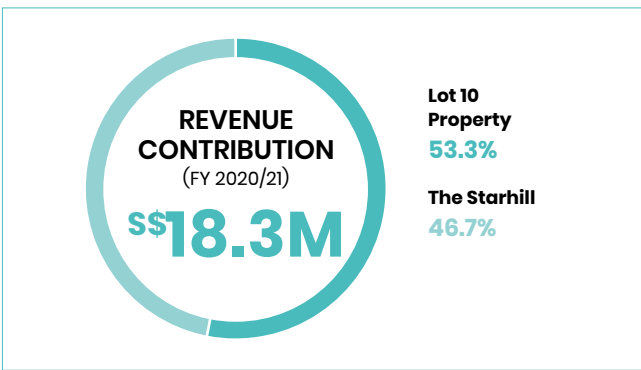 REVENUE
CONTRIBUTION
(FY 2020/21)
S$18.3M
Lot 10
Property
53.3%
The Starhill
46.7%